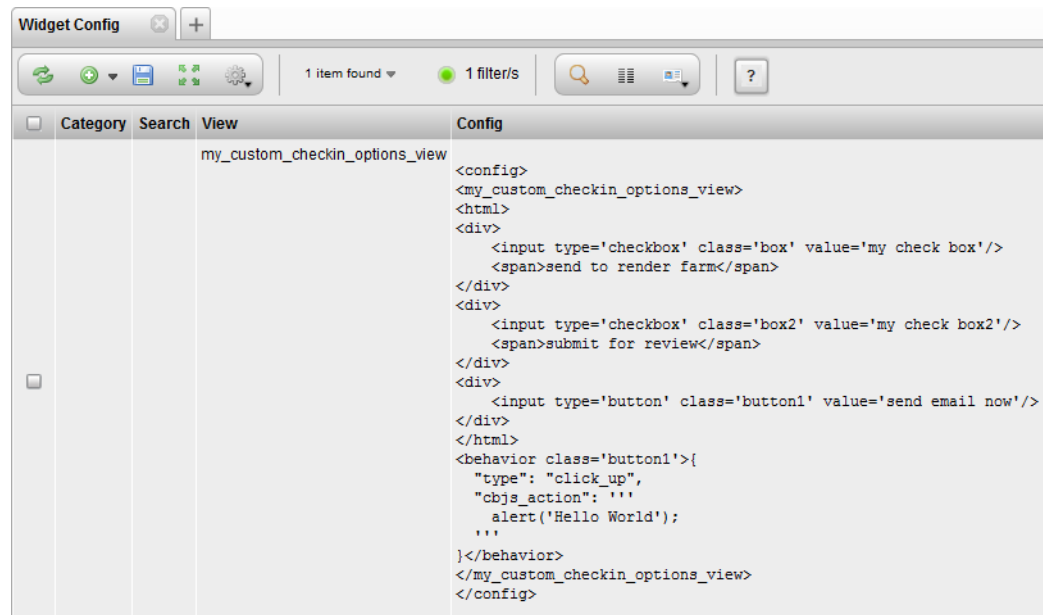 Widget Config
1 item found
1 filter/s
?
Category Search View Config
my_custom_checkin_options_view
<config>
<my_custom_checkin_options_view>
<html>
<div>
    <input type='checkbox' class='box' value='my check box'/>
    <span>send to render farm</span>
</div>
<div>
    <input type='checkbox' class='box2' value='my check box2'/>
    <span>submit for review</span>
</div>
<div>
    <input type='button' class='button1' value='send email now'/>
</div>
</html>
<behavior class='button1'>{
  "type": "click_up",
  "cbjs_action": '''
    alert('Hello World');
  '''
}</behavior>
</my_custom_checkin_options_view>
</config>